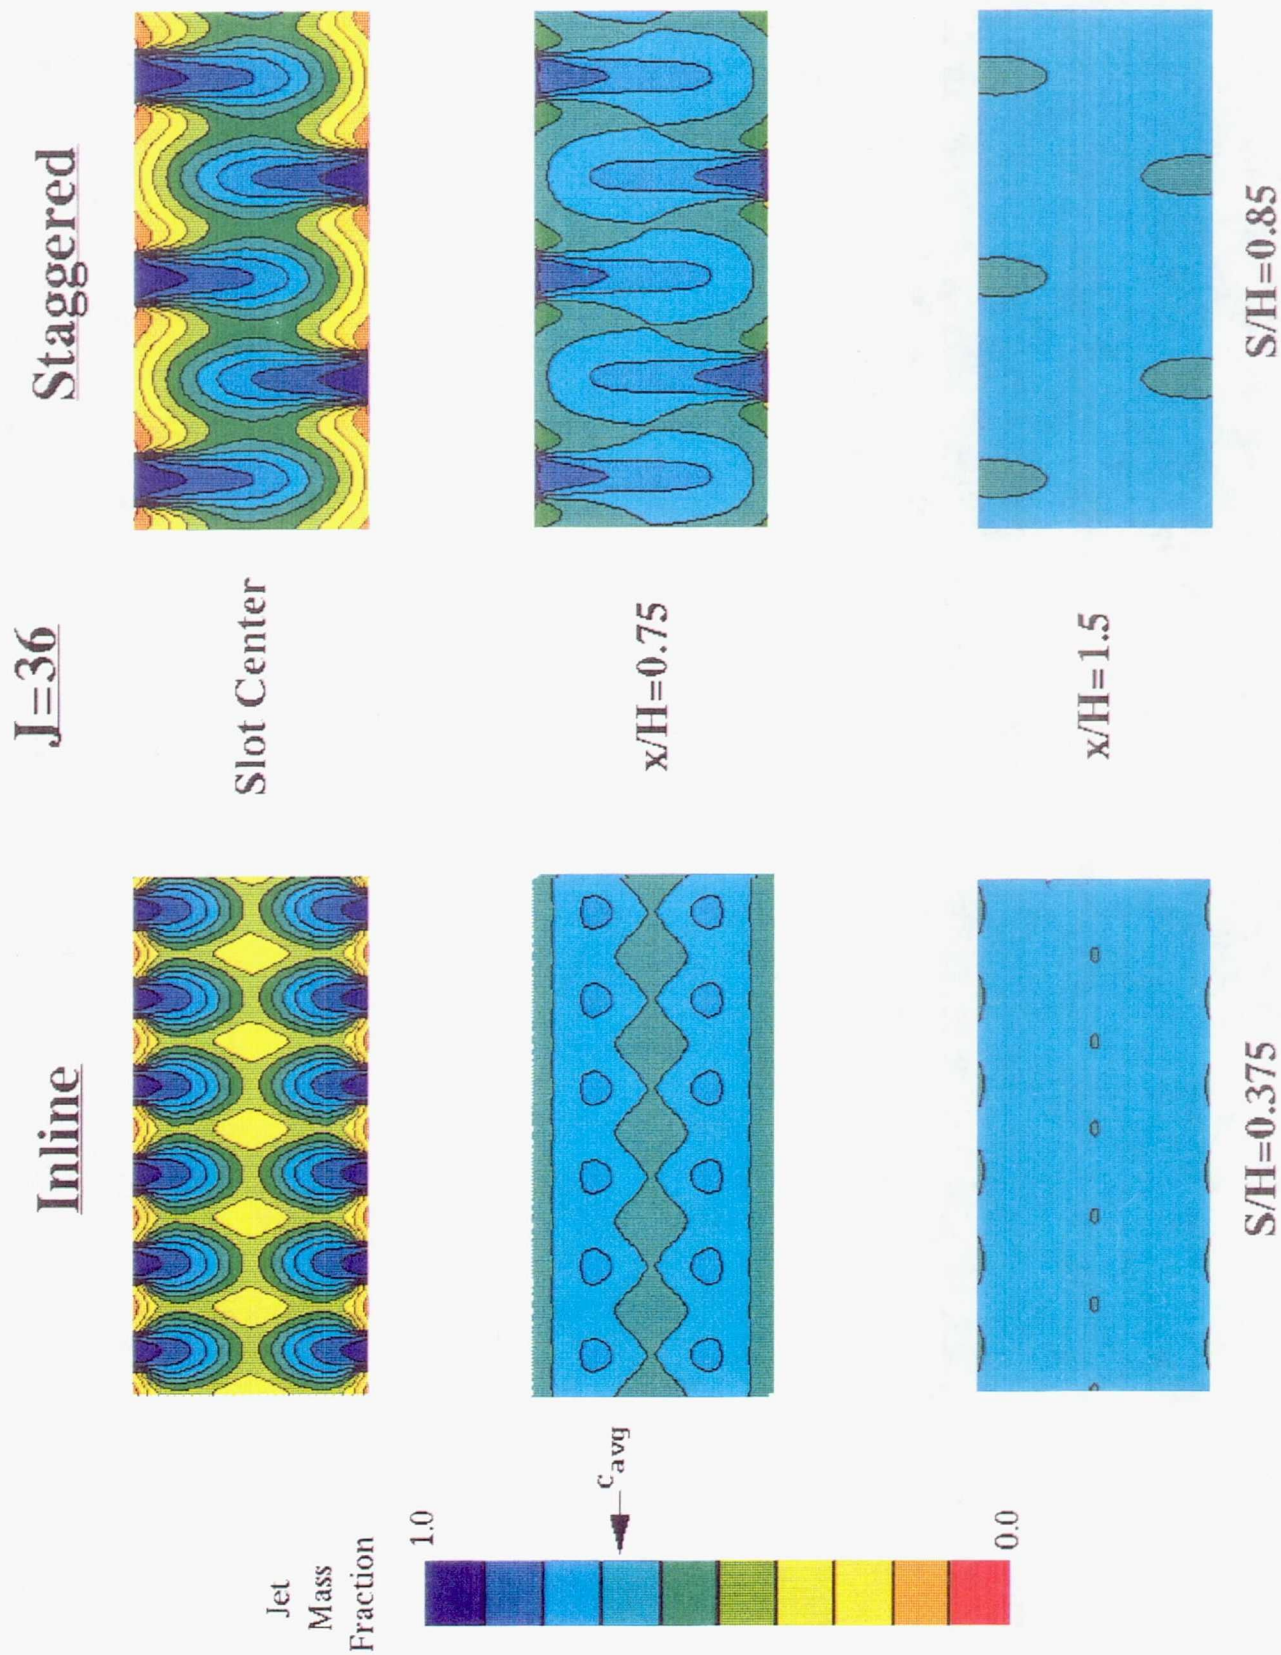 J=36
Inline
Staggered
Slot Center
x/H=0.75
x/H=1.5
S/H=0.375
S/H=0.85
Jet
Mass
Fraction
1.0
Cavg
0.0